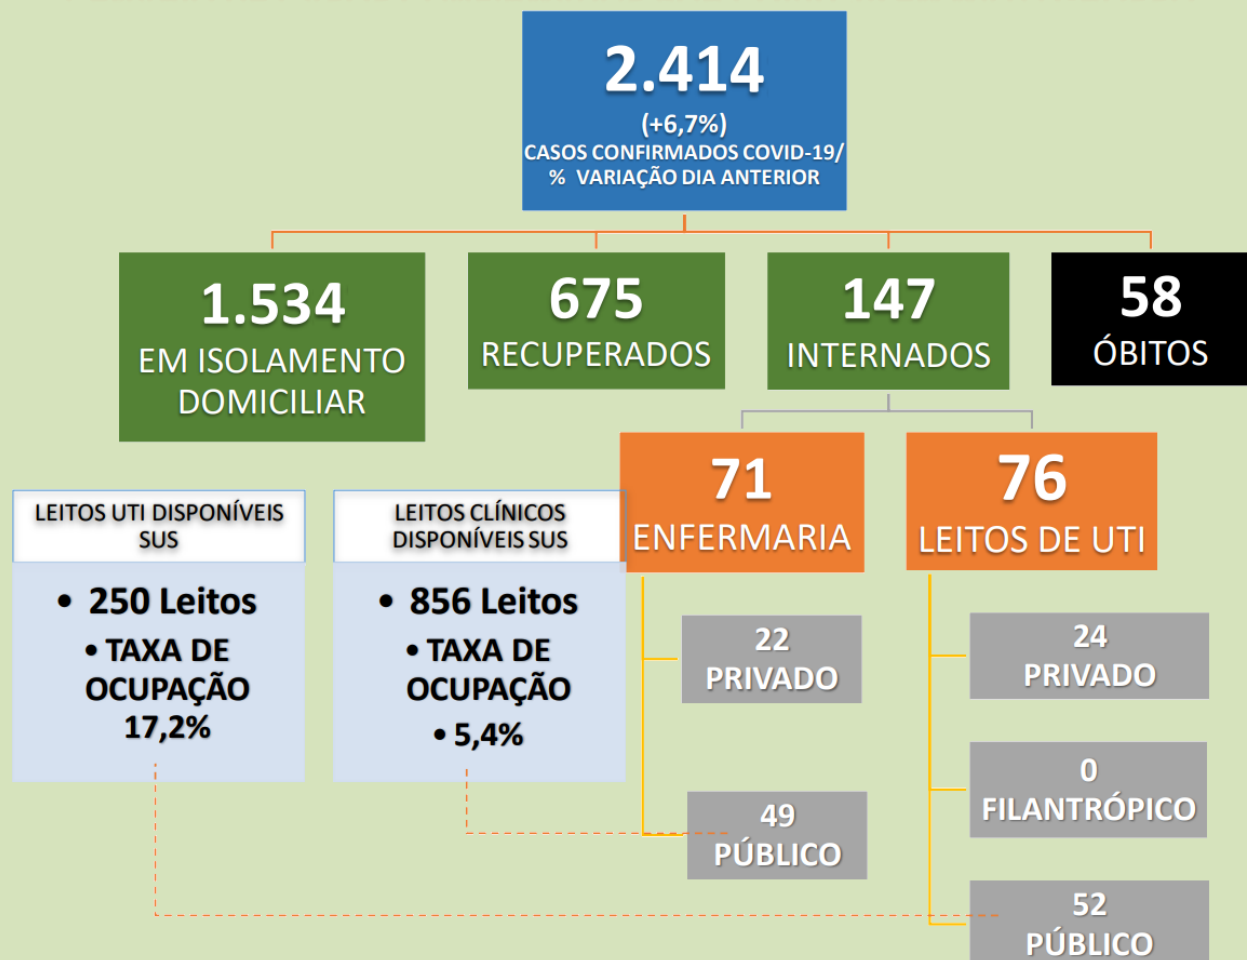 2.414
(+6,7%)
CASOS CONFIRMADOS COVID-19/
% VARIAÇÃO DIA ANTERIOR
1.534
EM ISOLAMENTO
DOMICILIAR
675
RECUPERADOS
147
INTERNADOS
58
ÓBITOS
71
ENFERMARIA
76
LEITOS DE UTI
LEITOS UTI DISPONÍVEIS
SUS
• 250 Leitos
• TAXA DE
OCUPAÇÃO
17,2%
LEITOS CLÍNICOS
DISPONÍVEIS SUS
• 856 Leitos
• TAXA DE
OCUPAÇÃO
• 5,4%
22
PRIVADO
49
PÚBLICO
24
PRIVADO
0
FILANTRÓPICO
52
PÚBLICO